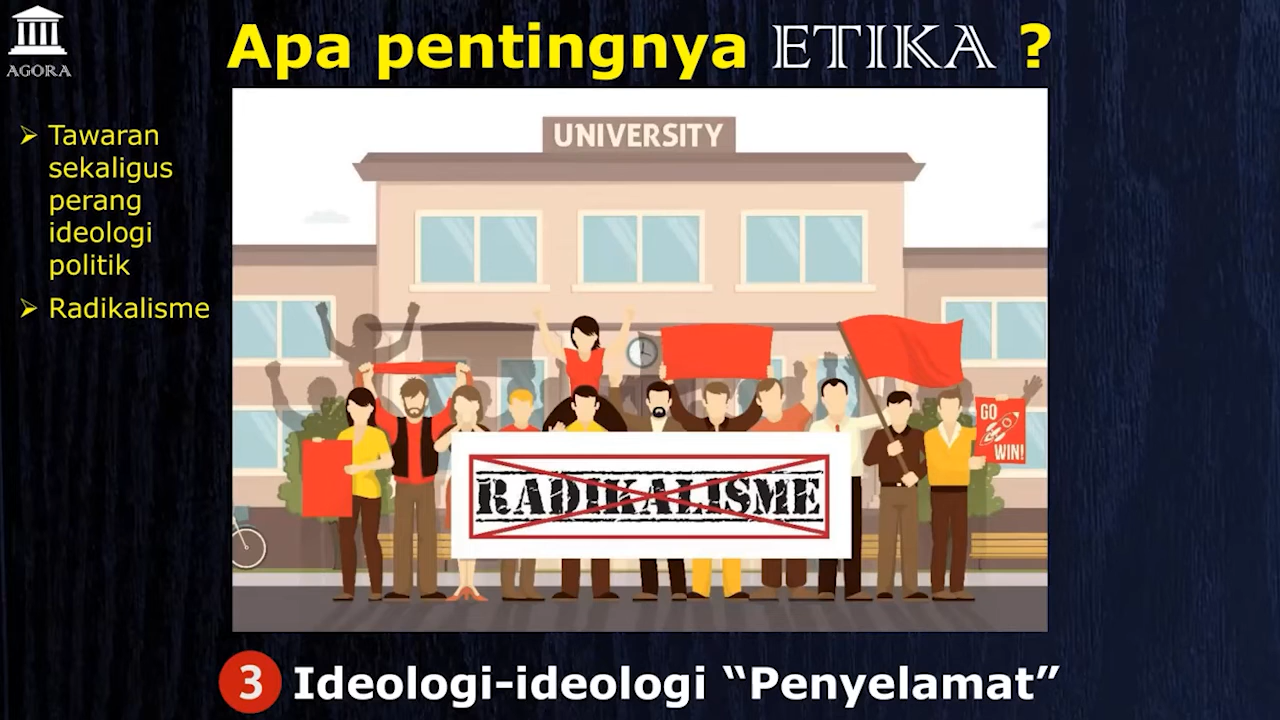 AGORA
Apa pentingnya ETIKA ?
➢ Tawaran
sekaligus
perang
ideologi
politik
➢ Radikalisme
UNIVERSITY
GO
WIN!
RADIKALISME
3 Ideologi-ideologi “Penyelamat”